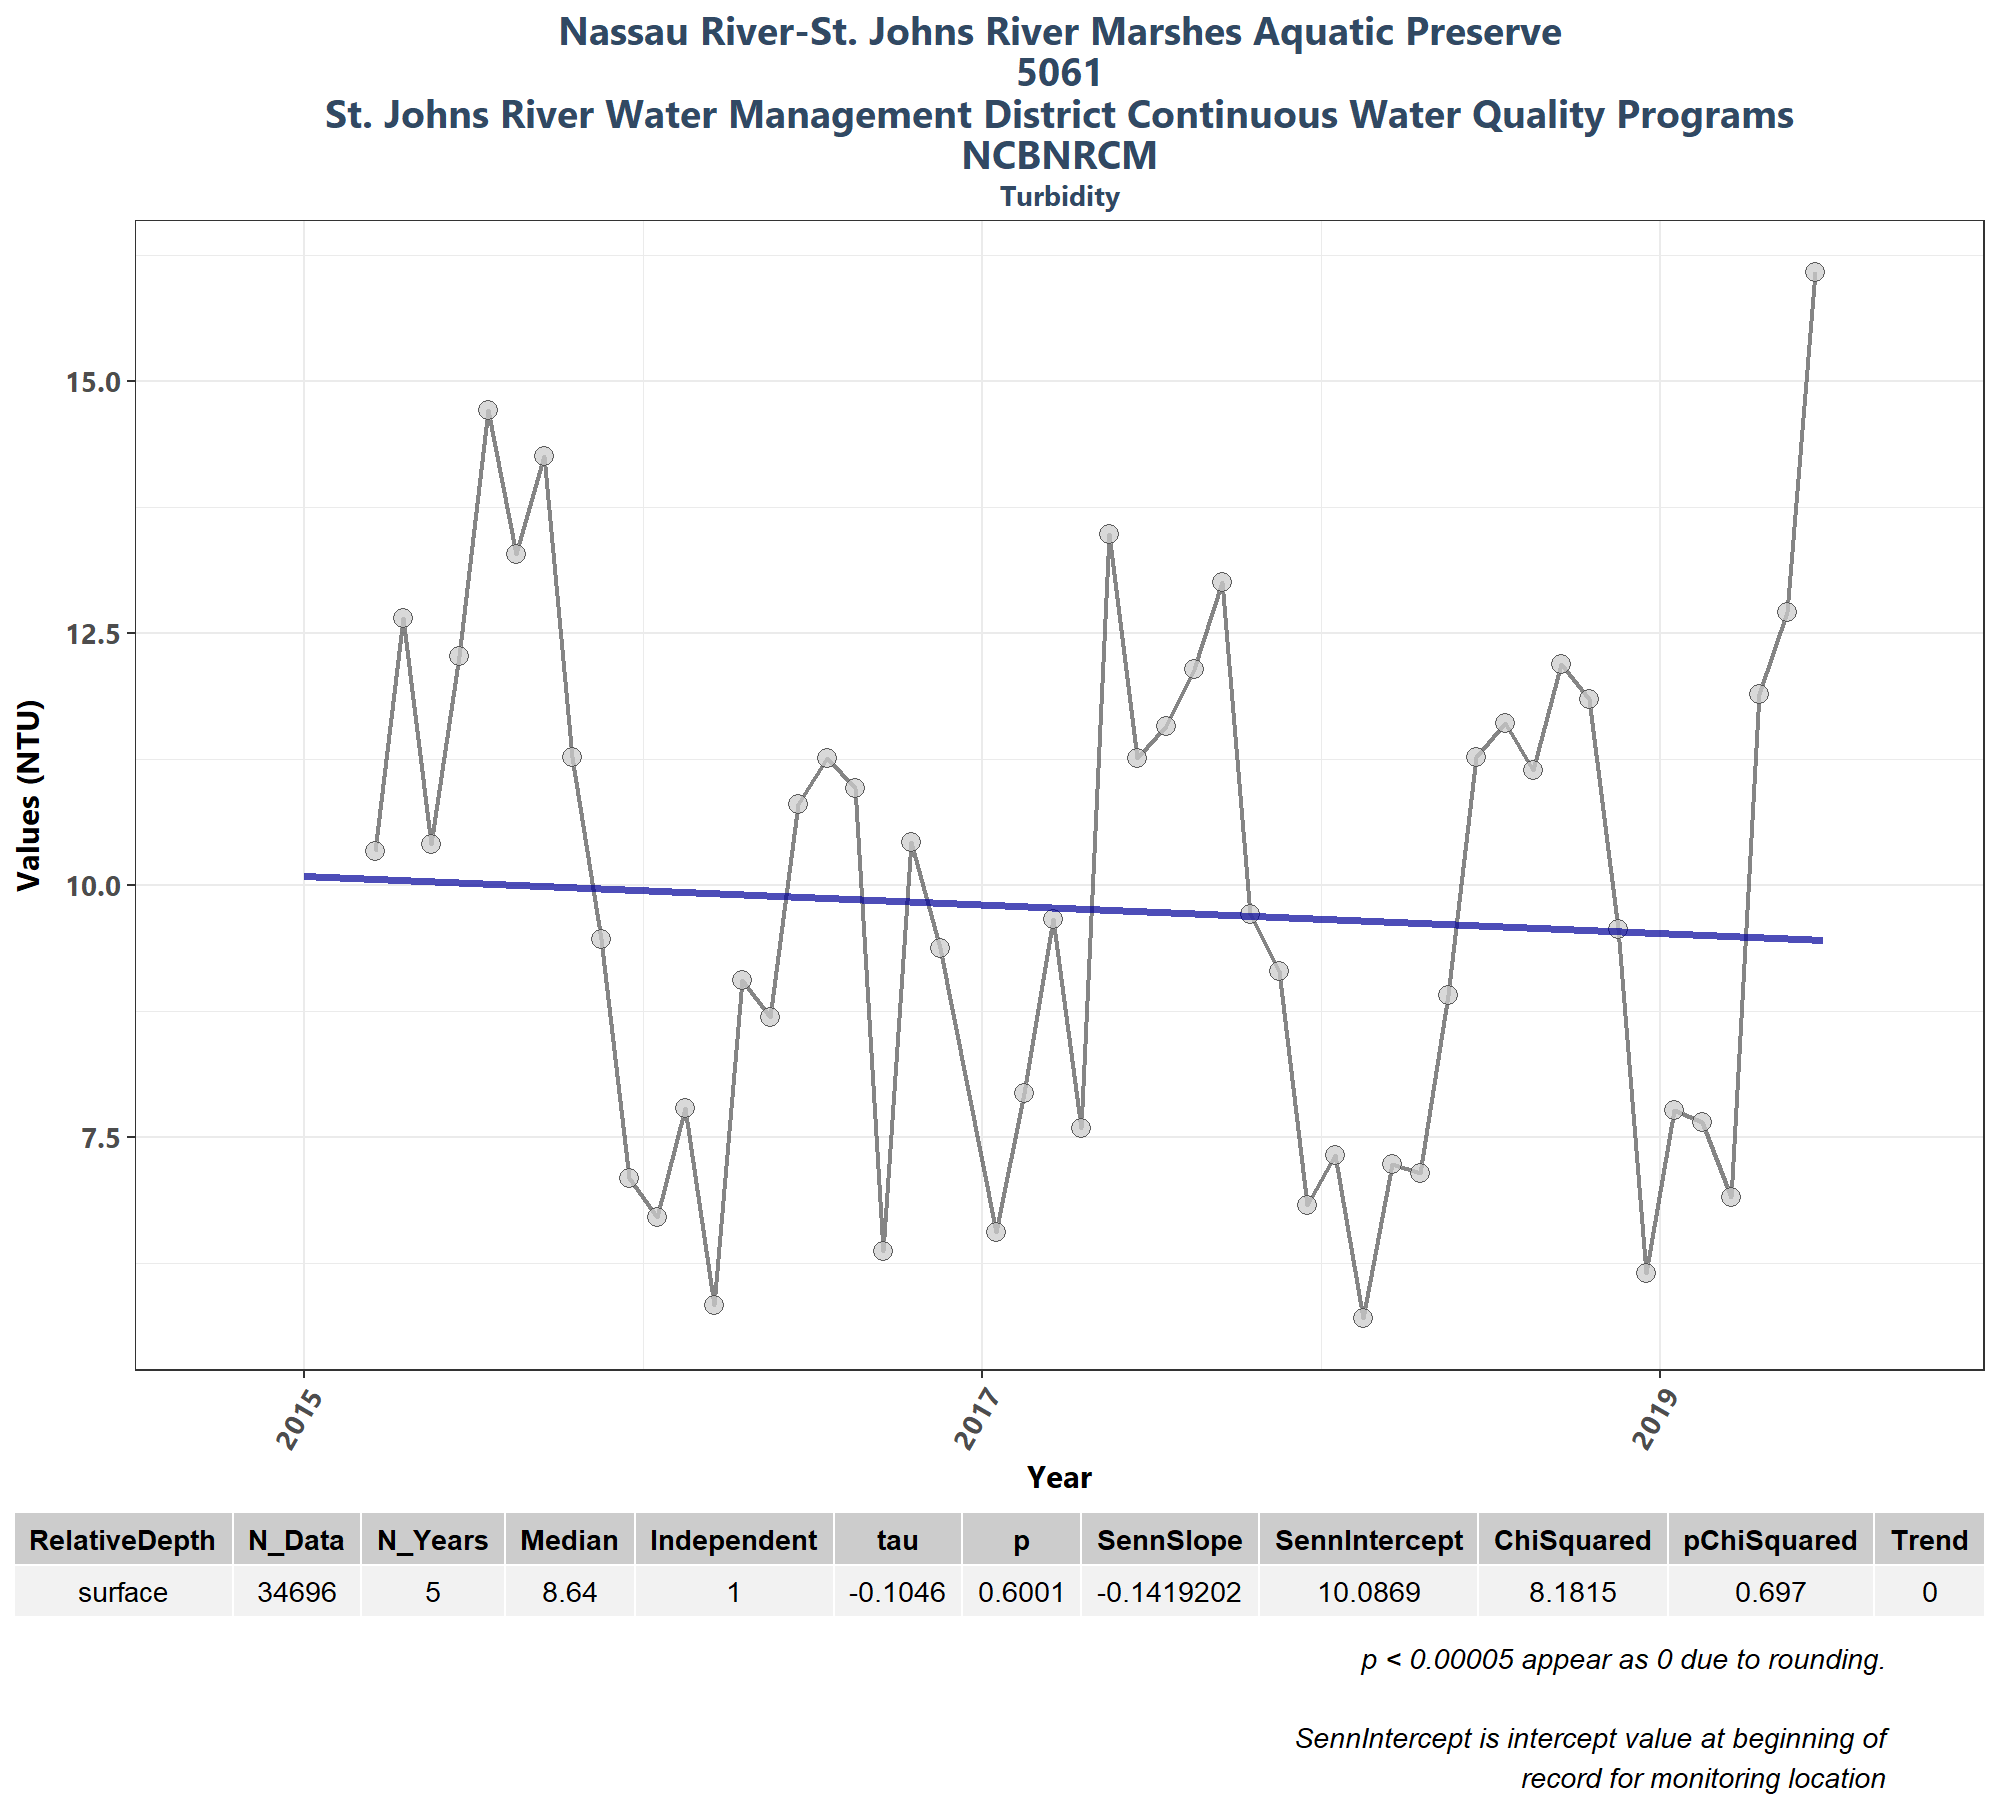 Nassau River-St. Johns River Marshes Aquatic Preserve
5061
St. Johns River Water Management District Continuous Water Quality Programs
NCBNRCM
Turbidity
Values (NTU)
15.0
12.5
10.0
7.5
2015 2017 2019
Year
RelativeDepth N_Data N_Years Median Independent tau p SennSlope SennIntercept ChiSquared pChiSquared Trend
surface 34696 5 8.64 1 -0.1046 0.6001 -0.1419202 10.0869 8.1815 0.697 0
p < 0.00005 appear as 0 due to rounding.
SennIntercept is intercept value at beginning of
record for monitoring location